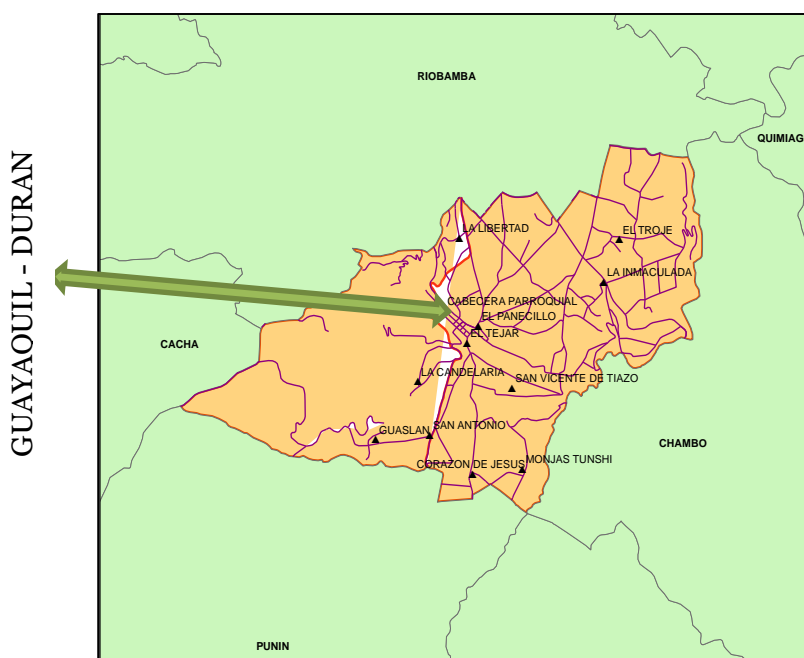 GUAYAOUIL - DURAN
RIOBAMBA
QUIMIAG
LA LIBERTAD
EL TROJE
LA INMACULADA
CABECERA PARROQUIAL
EL PANECILLO
EL TEJAR
CACHA
LA CANDELARIA
SAN VICENTE DE TIAZO
GUASLAN
SAN ANTONIO
CHAMBO
CORAZON DE JESUS
MONJAS TUNSHI
PUNIN